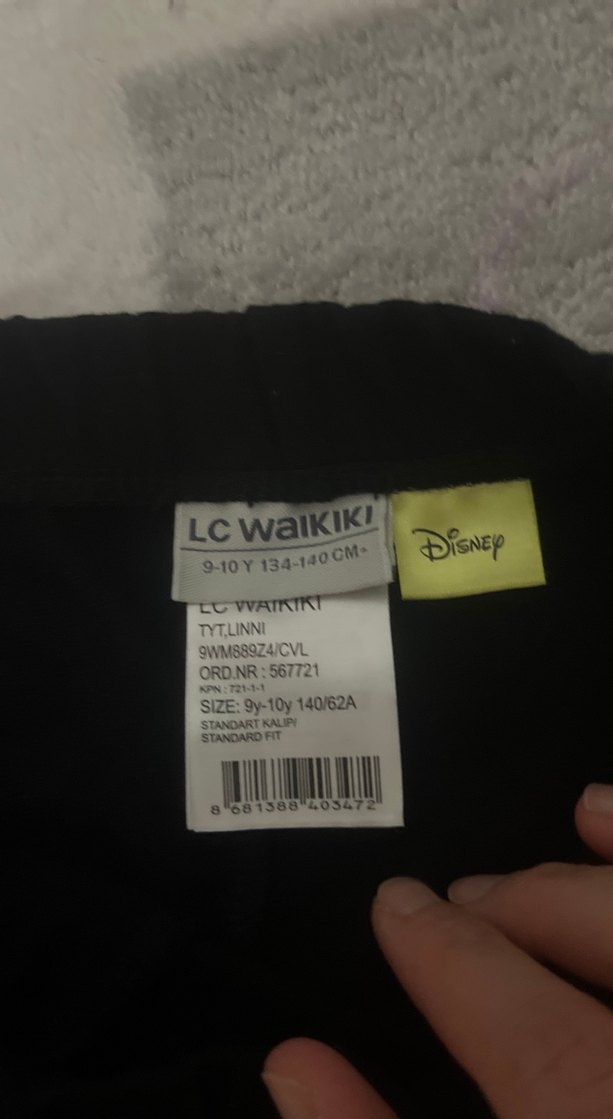 LC WAIKIKI
9-10 Y 134-140 CM
Disney
LC WAIKIKI
TYT,LINNI
9WM889Z4/CVL
ORD.NR : 567721
KPN : 721-1-1
SIZE: 9y-10y 140/62A
STANDART KALIP/
STANDARD FIT
8 681388 403472